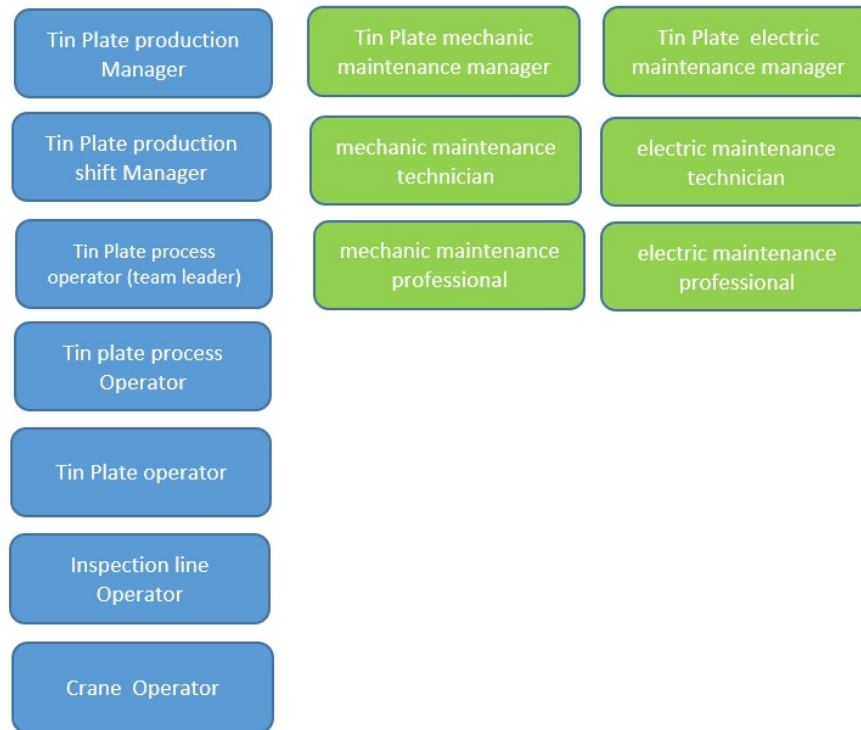 Tin Plate production
Manager
Tin Plate mechanic
maintenance manager
Tin Plate  electric
maintenance manager
Tin Plate production
shift Manager
mechanic maintenance
technician
electric maintenance
technician
Tin Plate process
operator (team leader)
mechanic maintenance
professional
electric maintenance
professional
Tin plate process
Operator
Tin Plate operator
Inspection line
Operator
Crane  Operator